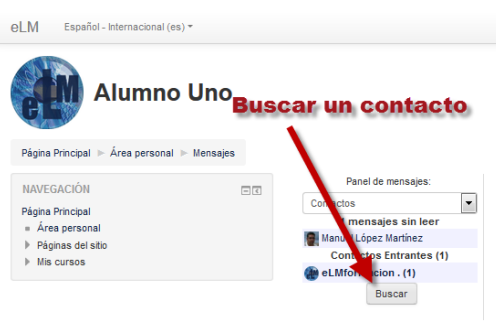 eLM Español - Internacional (es)
eLM
Alumno Uno
Buscar un contacto
Página Principal Área personal Mensajes
NAVEGACIÓN
Página Principal
Área personal
Páginas del sitio
Mis cursos
Panel de mensajes:
Contactos
mensajes sin leer
Manuel López Martínez
Contactos Entrantes (1)
eLMformacion . (1)
Buscar